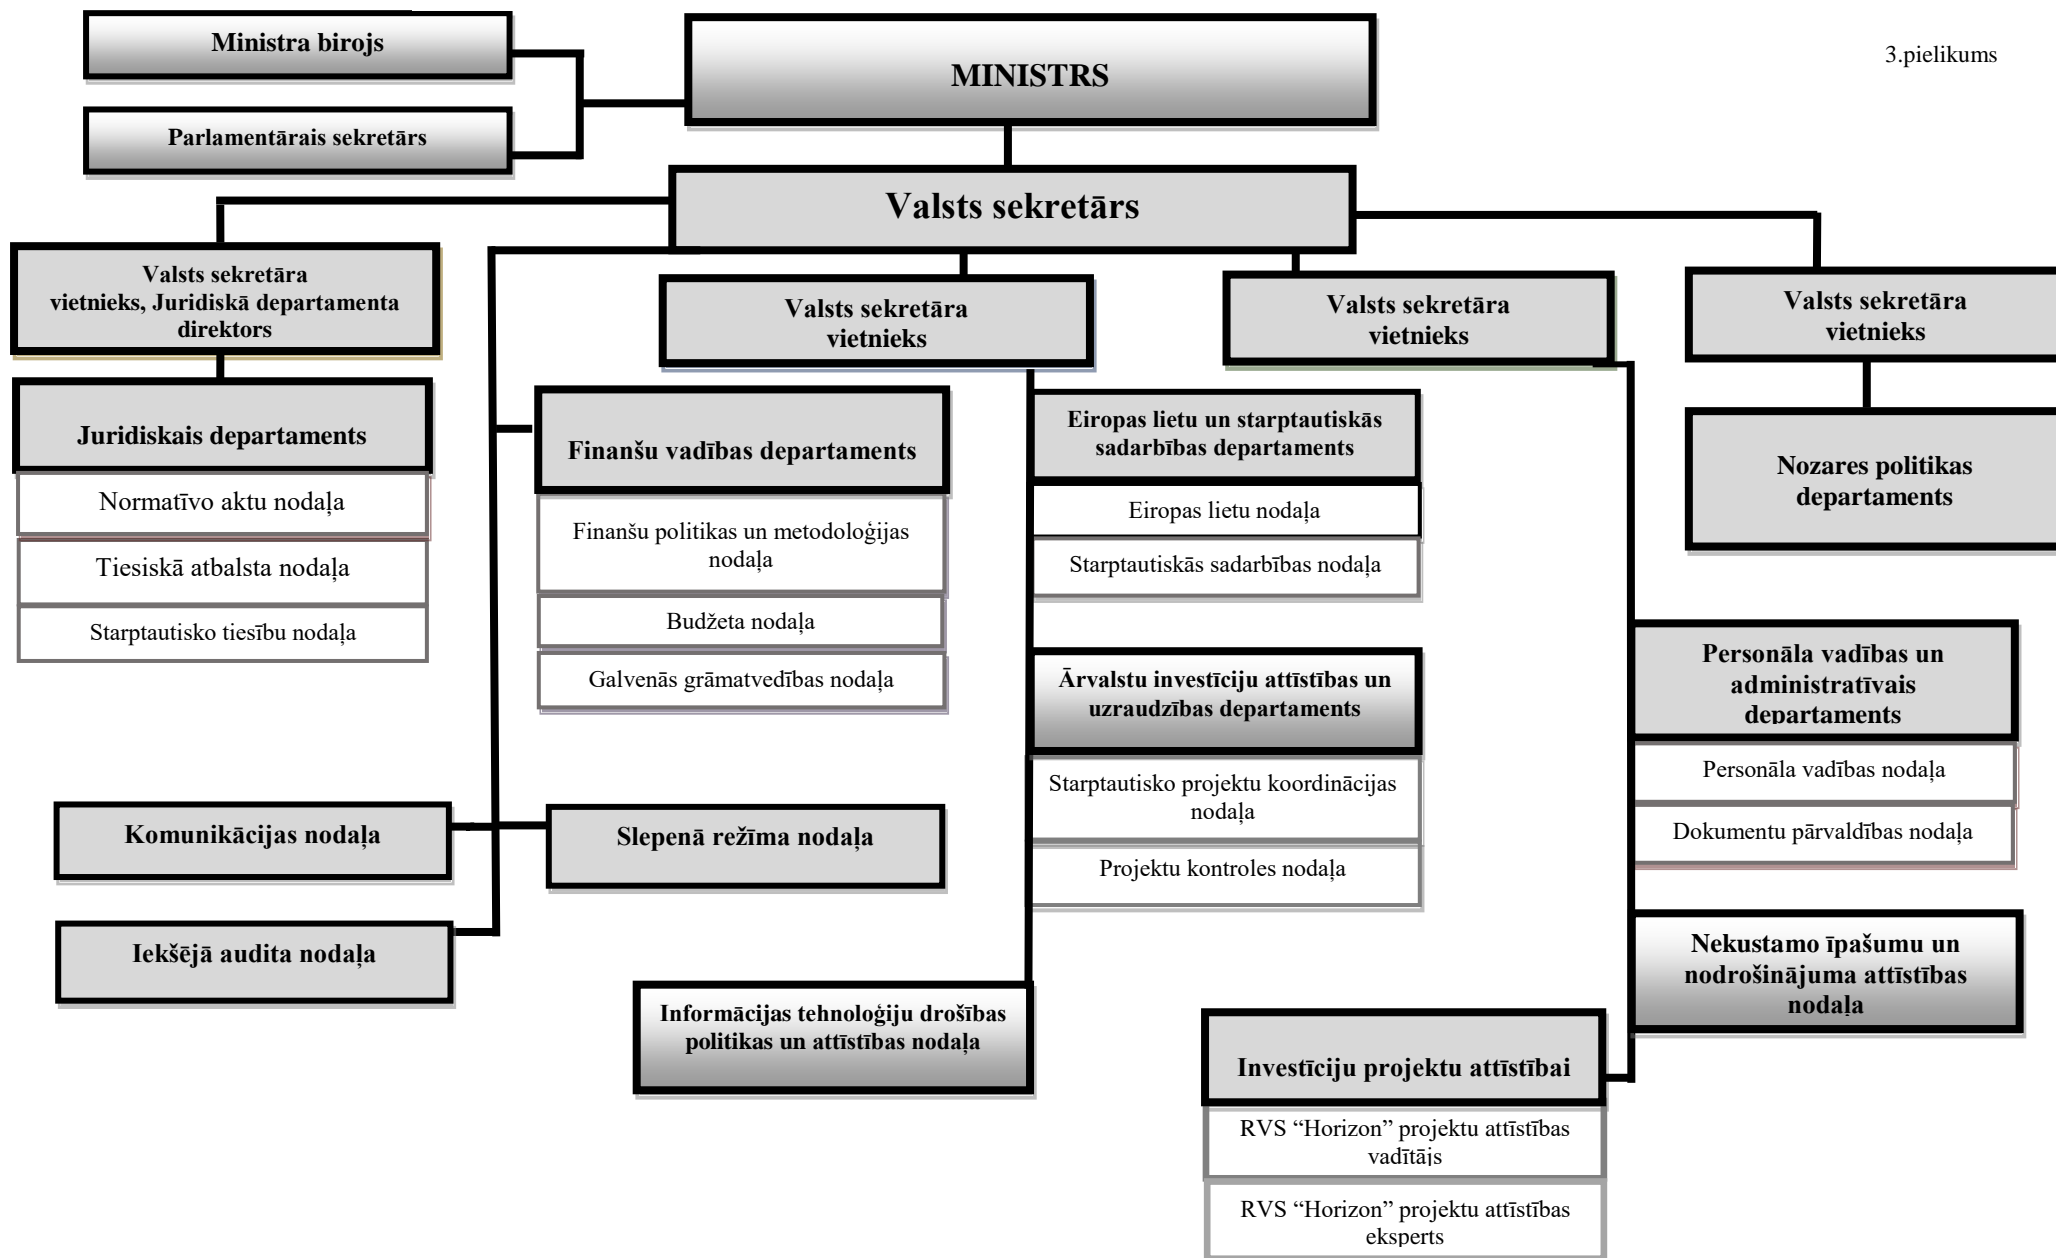 3.pielikums
Ministra birojs
MINISTRS
Parlamentārais sekretārs
Valsts sekretārs
Valsts sekretāra
vietnieks, Juridiskā departamenta
direktors
Valsts sekretāra
vietnieks
Valsts sekretāra
vietnieks
Valsts sekretāra
vietnieks
Juridiskais departaments
Normatīvo aktu nodaļa
Tiesiskā atbalsta nodaļa
Starptautisko tiesību nodaļa
Finanšu vadības departaments
Finanšu politikas un metodoloģijas
nodaļa
Budžeta nodaļa
Galvenās grāmatvedības nodaļa
Eiropas lietu un starptautiskās
sadarbības departaments
Eiropas lietu nodaļa
Starptautiskās sadarbības nodaļa
Ārvalstu investīciju attīstības un
uzraudzības departaments
Starptautisko projektu koordinācijas
nodaļa
Projektu kontroles nodaļa
Nozares politikas
departaments
Personāla vadības un
administratīvais
departaments
Personāla vadības nodaļa
Dokumentu pārvaldības nodaļa
Komunikācijas nodaļa
Slepenā režīma nodaļa
Iekšējā audita nodaļa
Informācijas tehnoloģiju drošības
politikas un attīstības nodaļa
Nekustamo īpašumu un
nodrošinājuma attīstības
nodaļa
Investīciju projektu attīstībai
RVS “Horizon” projektu attīstības
vadītājs
RVS “Horizon” projektu attīstības
eksperts